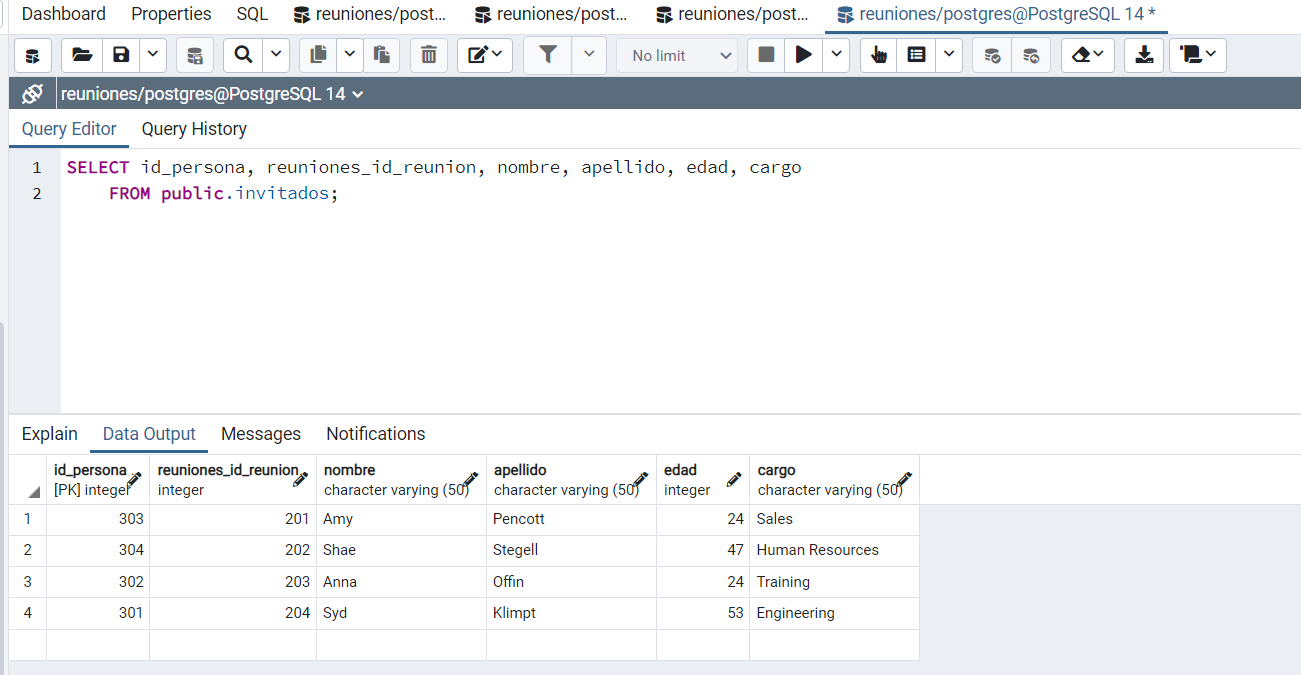 Dashboard Properties SQL reuniones/post... reuniones/post... reuniones/post... reuniones/postgres@PostgreSQL 14 *
No limit
reuniones/postgres@PostgreSQL 14
Query Editor Query History
1 SELECT id_persona, reuniones_id_reunion, nombre, apellido, edad, cargo
2 FROM public.invitados;
Explain Data Output Messages Notifications
id_persona reuniones_id_reunion nombre apellido edad cargo
[PK] integer integer character varying (50) character varying (50) integer character varying (50)
1 303 201 Amy Pencott 24 Sales
2 304 202 Shae Stegell 47 Human Resources
3 302 203 Anna Offin 24 Training
4 301 204 Syd Klimpt 53 Engineering